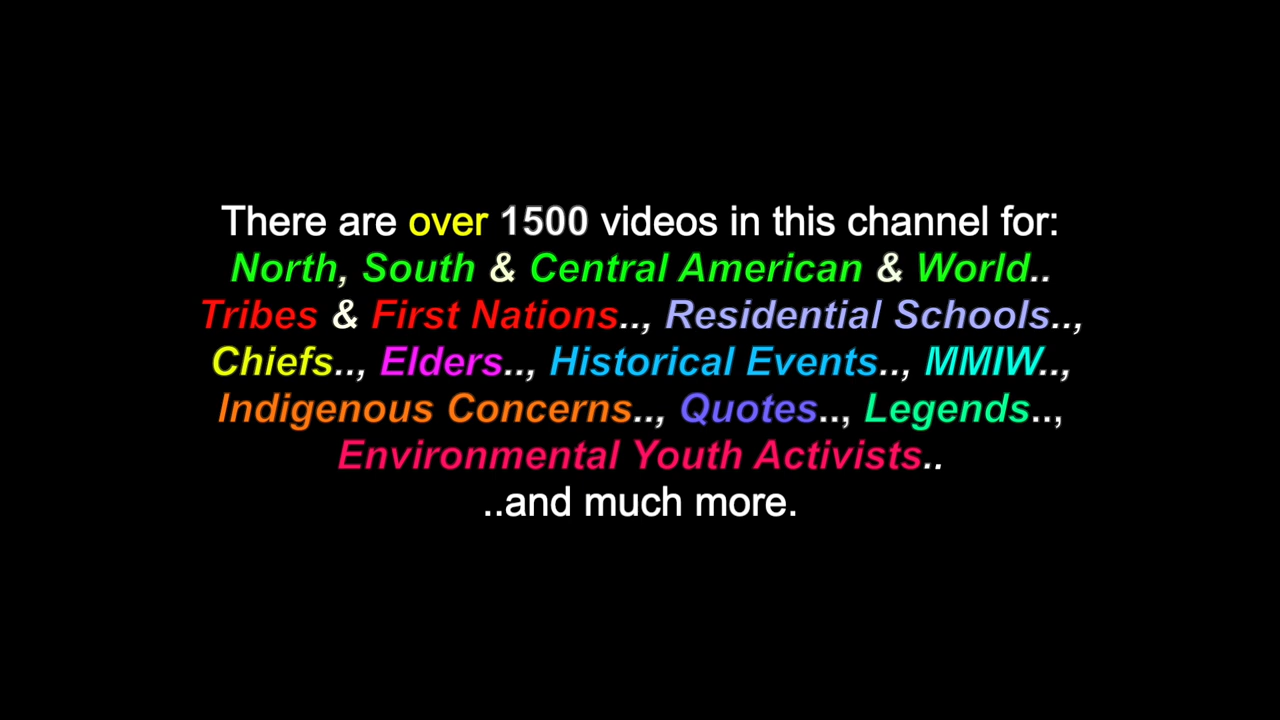 There are over 1500 videos in this channel for:
North, South & Central American & World..
Tribes & First Nations.., Residential Schools..,
Chiefs.., Elders.., Historical Events.., MMIW..,
Indigenous Concerns.., Quotes.., Legends..,
Environmental Youth Activists..
..and much more.